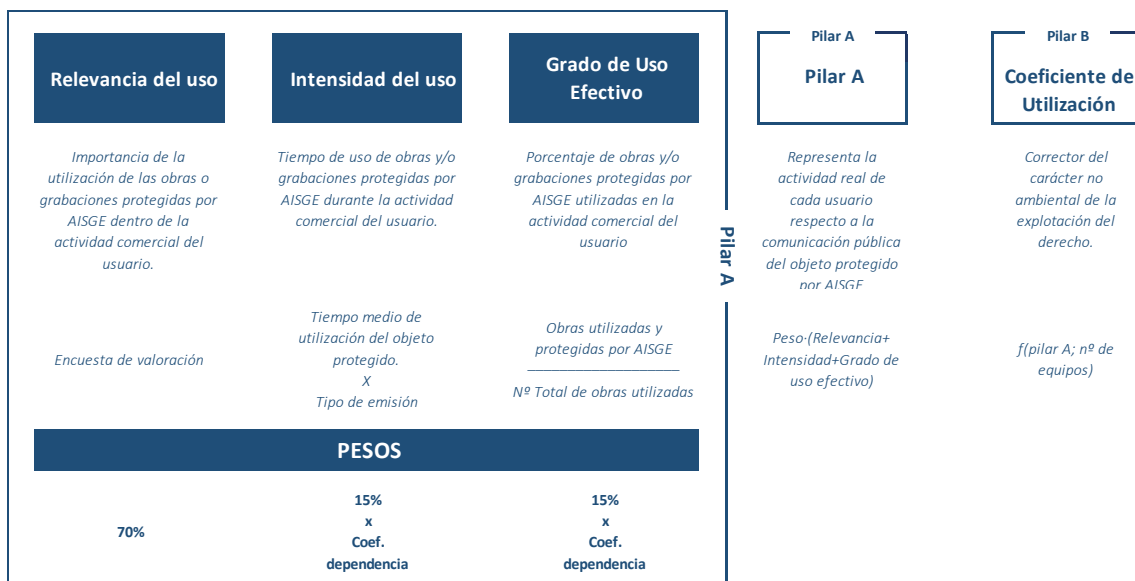 Relevancia del uso
Importancia de la
utilización de las obras o
grabaciones protegidas por
AISGE dentro de la
actividad comercial del
usuario.
Encuesta de valoración
Intensidad del uso
Tiempo de uso de obras y/o
grabaciones protegidas por
AISGE durante la actividad
comercial del usuario.
Tiempo medio de
utilización del objeto
protegido.
X
Tipo de emisión
Grado de Uso
Efectivo
Porcentaje de obras y/o
grabaciones protegidas por
AISGE utilizadas en la
actividad comercial del
usuario
Obras utilizadas y
protegidas por AISGE
Nº Total de obras utilizadas
PESOS
70%
15%
x
Coef.
dependencia
15%
x
Coef.
dependencia
Pilar A
Pilar A
Pilar A
Representa la
actividad real de
cada usuario
respecto a la
comunicación pública
del objeto protegido
por AISGE
Peso·(Relevancia+
Intensidad+Grado de
uso efectivo)
Pilar B
Coeficiente de
Utilización
Corrector del
carácter no
ambiental de la
explotación del
derecho.
f(pilar A; nº de
equipos)